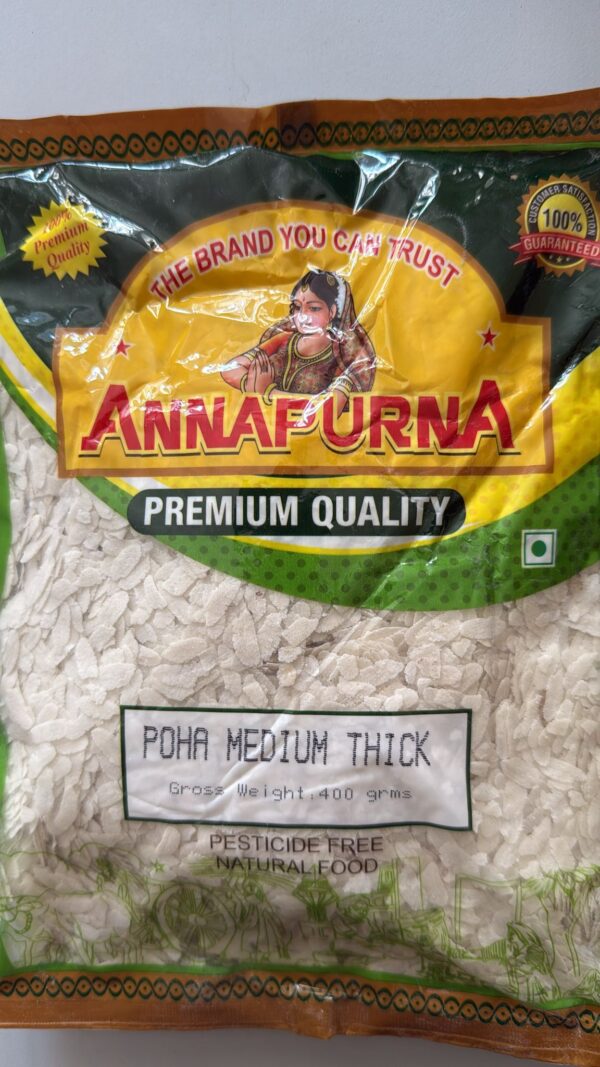 100%
Premium
Quality
CUSTOMER SATISFACTION
100%
GUARANTEED
THE BRAND YOU CAN TRUST
ANNAPURNA
PREMIUM QUALITY
POHA MEDIUM THICK
Gross Weight:400 grms
PESTICIDE FREE
NATURAL FOOD